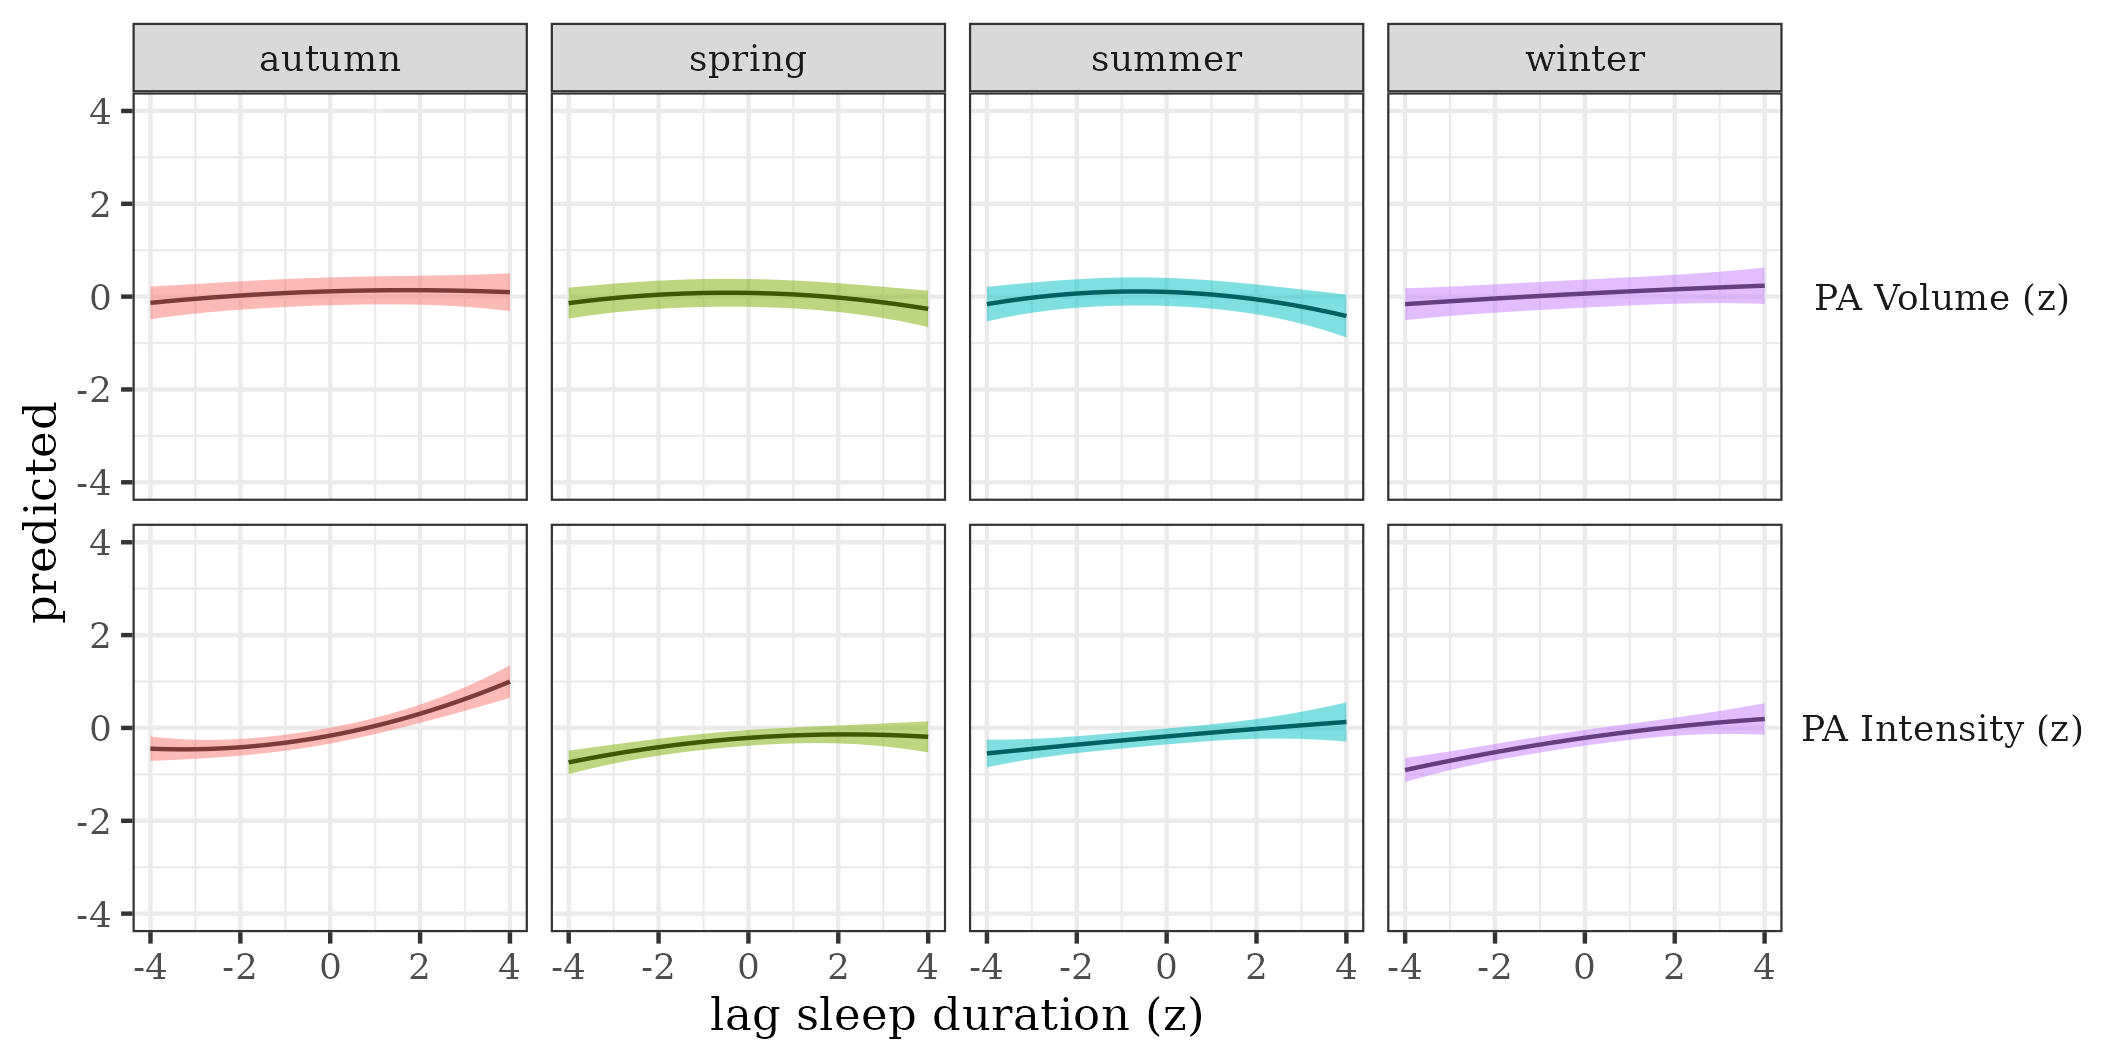 autumn spring summer winter
4
2
0
-2
-4
PA Volume (z)
predicted
4
2
0
-2
-4
PA Intensity (z)
-4 -2 0 2 4 -4 -2 0 2 4 -4 -2 0 2 4 -4 -2 0 2 4
lag sleep duration (z)